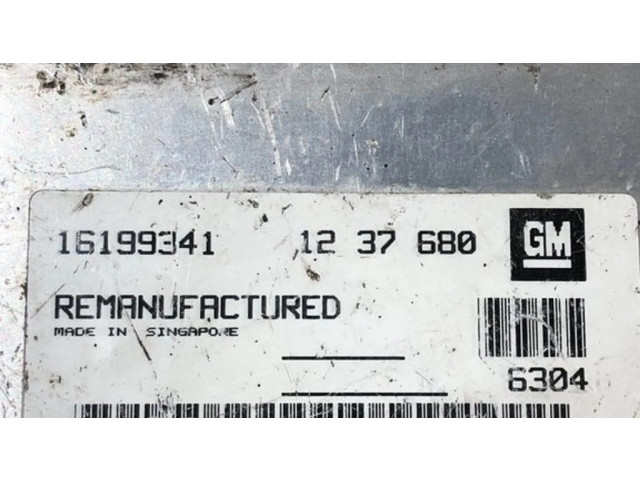 16199341 12 37 680 GM
REMANUFACTURED
MADE IN SINGAPORE
6304